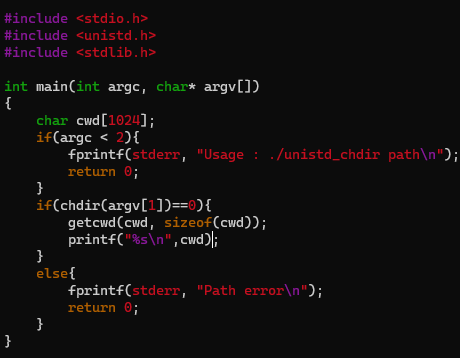 #include <stdio.h>
#include <unistd.h>
#include <stdlib.h>

int main(int argc, char* argv[])
{
    char cwd[1024];
    if(argc < 2){
        fprintf(stderr, "Usage : ./unistd_chdir path\n");
        return 0;
    }
    if(chdir(argv[1])==0){
        getcwd(cwd, sizeof(cwd));
        printf("%s\n",cwd);
    }
    else{
        fprintf(stderr, "Path error\n");
        return 0;
    }
}